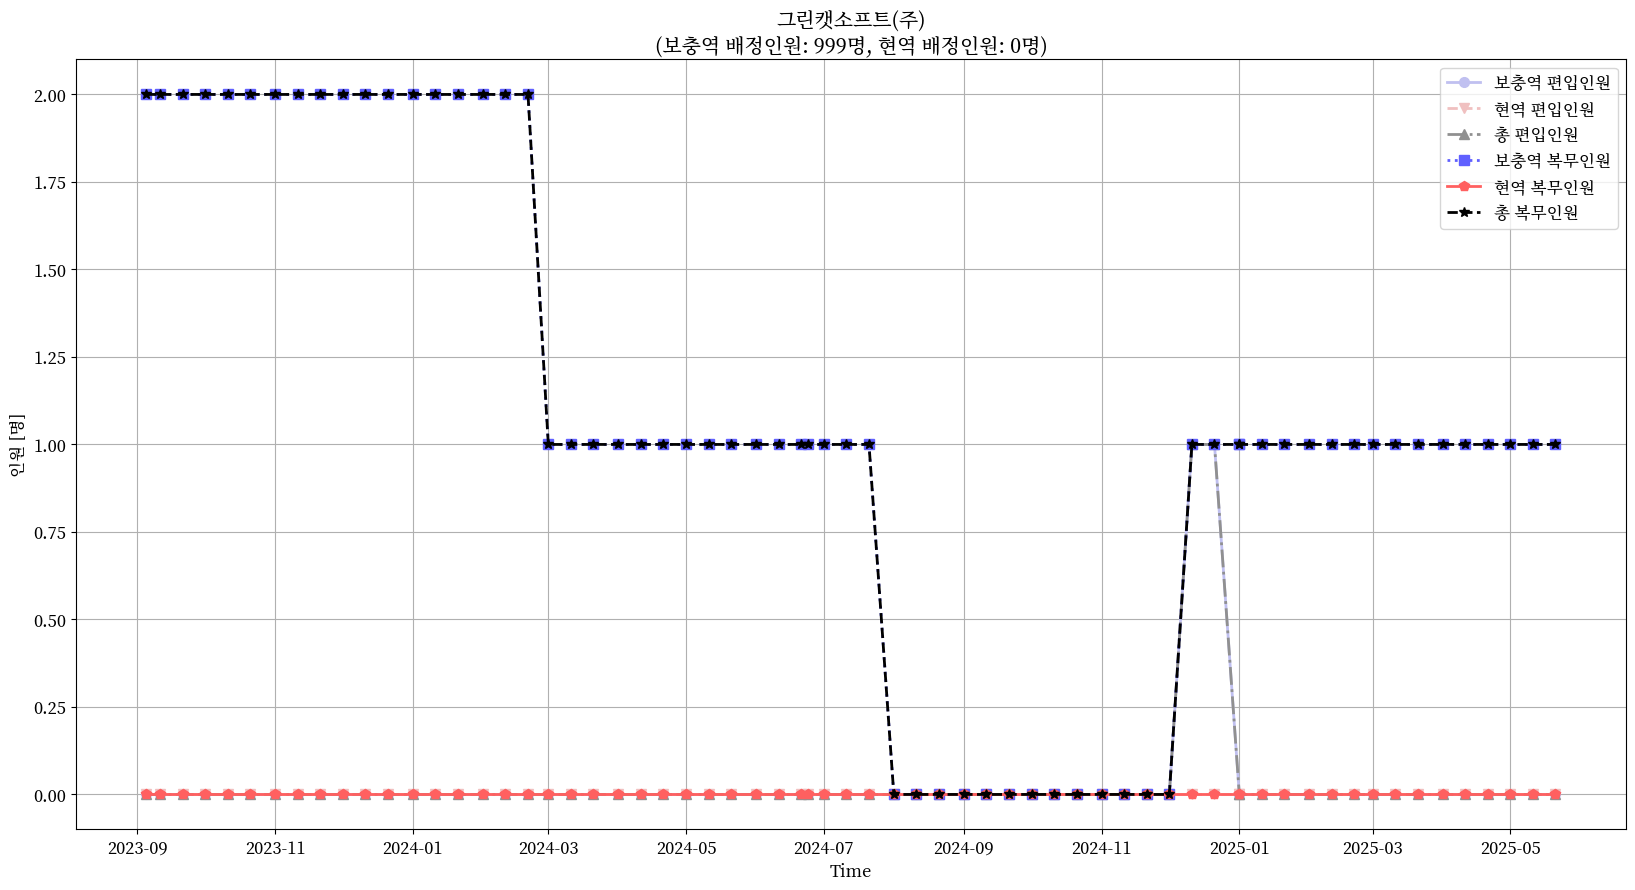 그린캣소프트(주)
(보충역 배정인원: 999명, 현역 배정인원: 0명)
보충역 편입인원
현역 편입인원
총 편입인원
보충역 복무인원
현역 복무인원
총 복무인원
인원 [명]
2.00
1.75
1.50
1.25
1.00
0.75
0.50
0.25
0.00
2023-09 2023-11 2024-01 2024-03 2024-05 2024-07 2024-09 2024-11 2025-01 2025-03 2025-05
Time